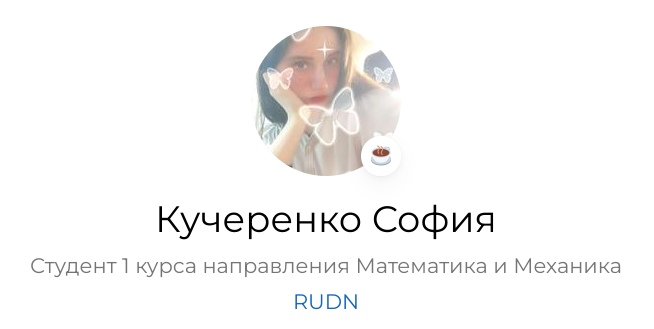 Кучеренко София
Студент 1 курса направления Математика и Механика
RUDN